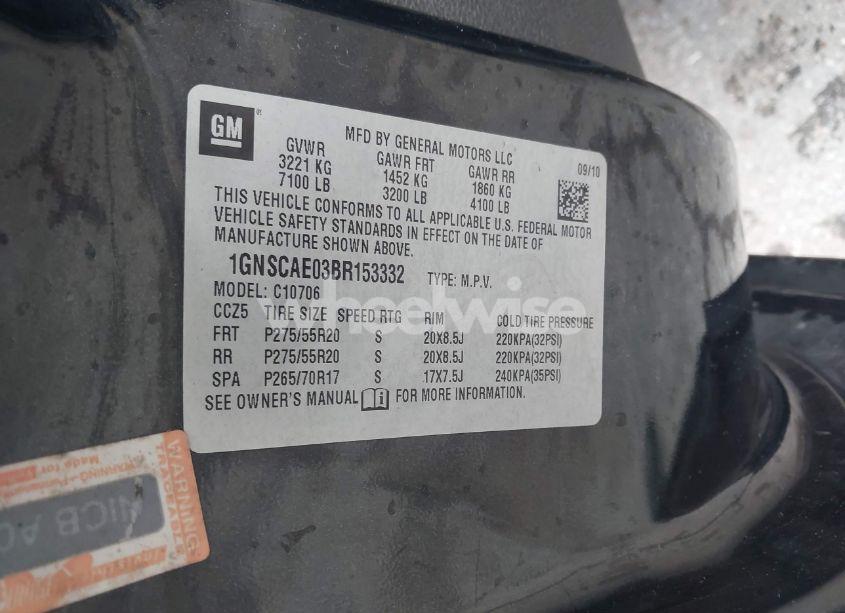 GM
MFD BY GENERAL MOTORS LLC
09/10
GVWR GAWR FRT GAWR RR
3221 KG 1452 KG 1860 KG
7100 LB 3200 LB 4100 LB
THIS VEHICLE CONFORMS TO ALL APPLICABLE U.S. FEDERAL MOTOR
VEHICLE SAFETY STANDARDS IN EFFECT ON THE DATE OF
MANUFACTURE SHOWN ABOVE.
1GNSCAE03BR153332 TYPE: M.P.V.
MODEL: C10706
CCZ5 TIRE SIZE SPEED RTG RIM COLD TIRE PRESSURE
FRT P275/55R20 S 20X8.5J 220KPA(32PSI)
RR P275/55R20 S 20X8.5J 220KPA(32PSI)
SPA P265/70R17 S 17X7.5J 240KPA(35PSI)
SEE OWNER'S MANUAL FOR MORE INFORMATION.
Wheelwise
WARNING
NICB
Made for